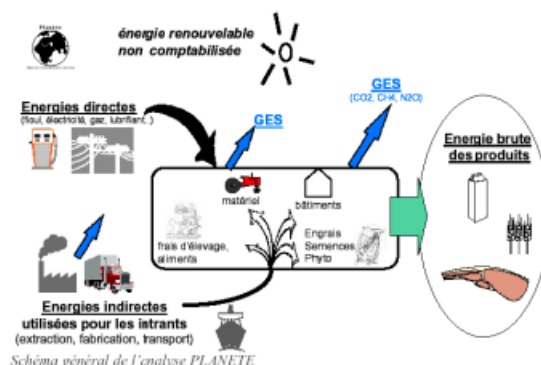 Planète
énergie renouvelable
non comptabilisée
GES
(CO2, CH4, N2O)
Energies directes
(fioul, électricité, gaz, lubrifiant..)
GES
Energie brute
des produits
matériel
bâtiments
frais d'élevage,
aliments
Engrais
Semences
Phyto
Energies indirectes
utilisées pour les intrants
(extraction, fabrication, transport)
Schéma général de l'analyse PLANETE